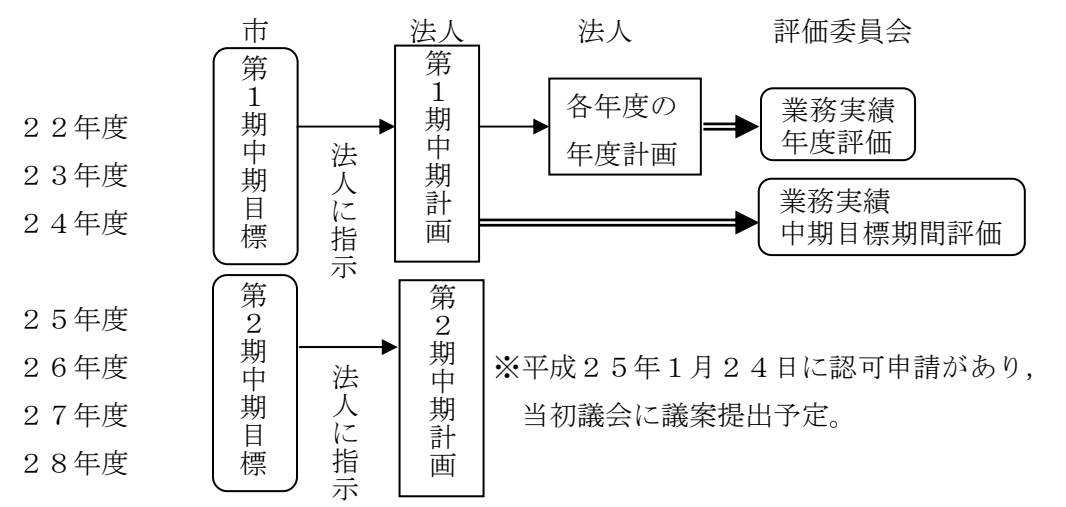 市
法人
法人
評価委員会
２２年度
２３年度
２４年度
第１期中期目標
法人に指示
第１期中期計画
各年度の
年度計画
業務実績
年度評価
業務実績
中期目標期間評価
２５年度
２６年度
２７年度
２８年度
第２期中期目標
法人に指示
第２期中期計画
※平成２５年１月２４日に認可申請があり，
当初議会に議案提出予定。